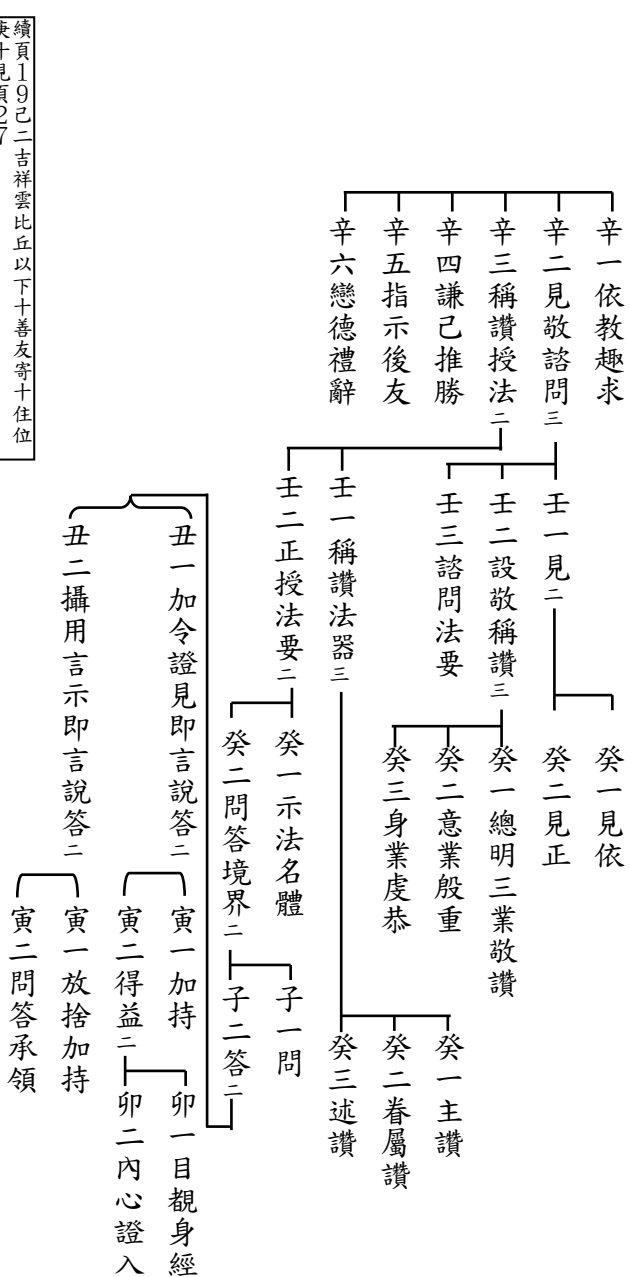 續頁19己二吉祥雲比丘以下十善友寄十住位
庚十見頁27
辛一依教趣求
辛二見敬諮問三
辛三稱讚授法二
辛四謙己推勝
辛五指示後友
辛六戀德禮辭
壬一見二
壬二設敬稱讚三
壬三諮問法要
癸一見依
癸二見正
癸一總明三業敬讚
癸二意業殷重
癸三身業虔恭
壬一稱讚法器三
壬二正授法要二
癸一主讚
癸二眷屬讚
癸三述讚
癸一示法名體
癸二問答境界二
子一問
子二答二
丑一加令證見即言說答二
丑二攝用言示即言說答二
寅一加持
寅二得益二
卯一目覩身經
卯二內心證入
寅一放捨加持
寅二問答承領